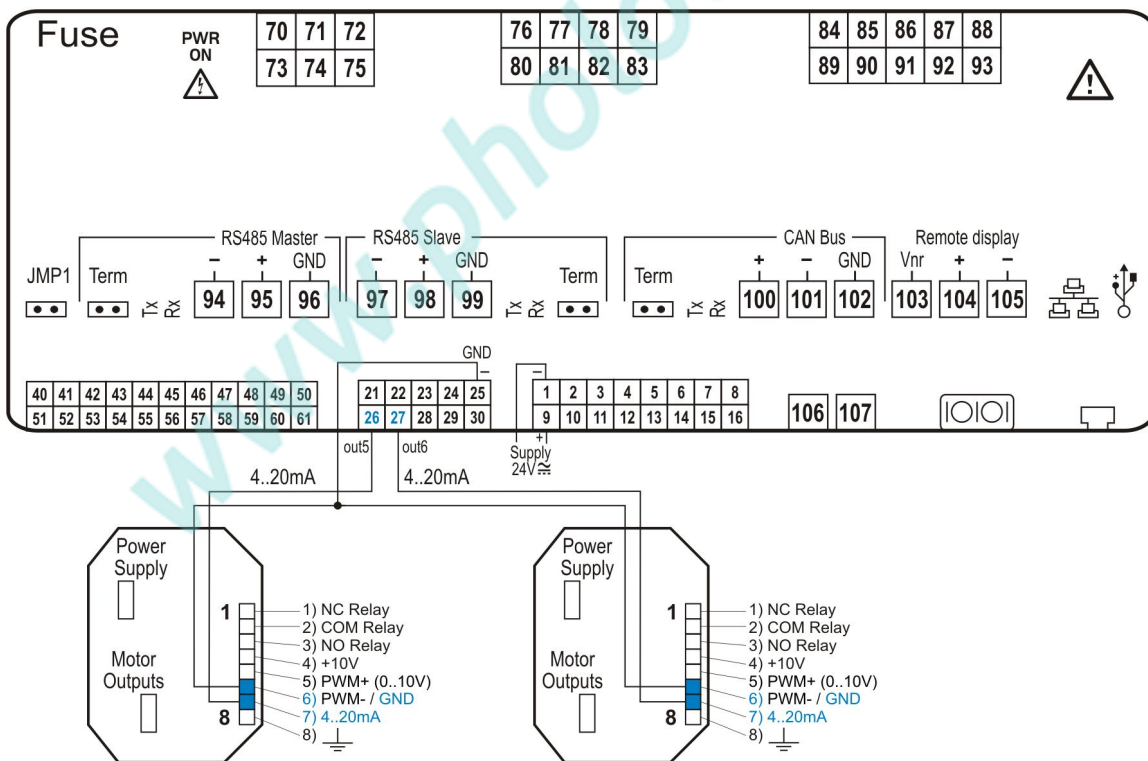 Fuse
PWR
ON
70 71 72
73 74 75
76 77 78 79
80 81 82 83
84 85 86 87 88
89 90 91 92 93
RS485 Master
RS485 Slave
CAN Bus
Remote display
JMP1
Term
−
+
GND
−
+
GND
Term
Term
+
−
GND
Vnr
+
−
Tx
Rx
94 95 96
97 98 99
Tx
Rx
Tx
Rx
100 101 102
103 104 105
GND
−
−
40 41 42 43 44 45 46 47 48 49 50
51 52 53 54 55 56 57 58 59 60 61
21 22 23 24 25
26 27 28 29 30
1 2 3 4 5 6 7 8
9 10 11 12 13 14 15 16
106 107
out5
out6
+
Supply
24V
4..20mA
4..20mA
Power
Supply
Motor
Outputs
1
8
1) NC Relay
2) COM Relay
3) NO Relay
4) +10V
5) PWM+ (0..10V)
6) PWM- / GND
7) 4..20mA
8)
Power
Supply
Motor
Outputs
1
8
1) NC Relay
2) COM Relay
3) NO Relay
4) +10V
5) PWM+ (0..10V)
6) PWM- / GND
7) 4..20mA
8)